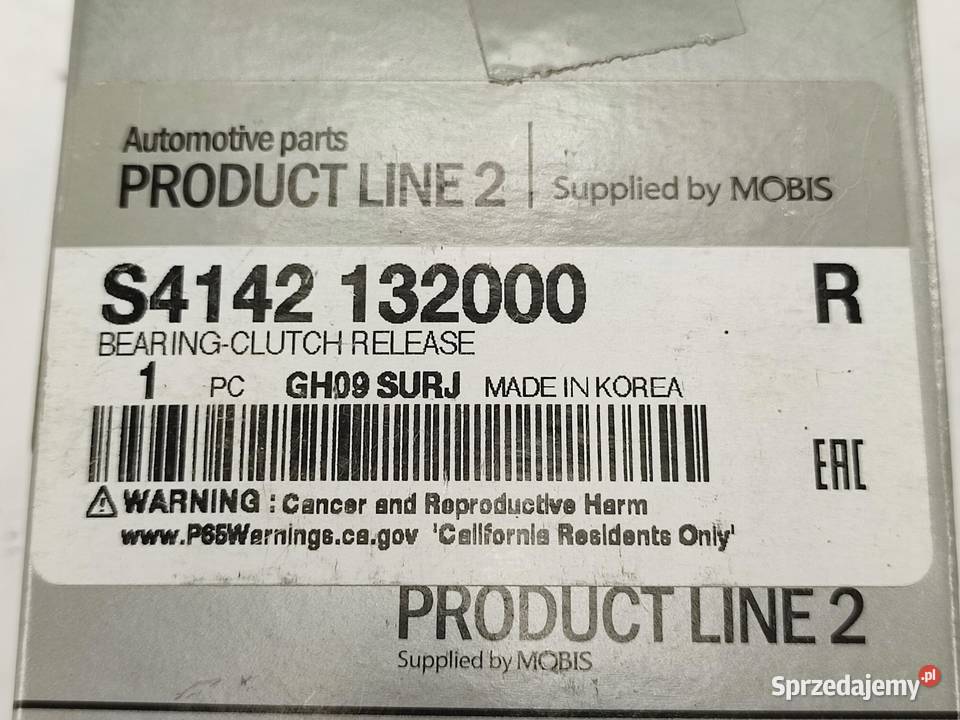 Automotive parts
PRODUCT LINE 2 Supplied by MOBIS
S4142 132000 R
BEARING-CLUTCH RELEASE
1 PC GH09 SURJ MADE IN KOREA
EAC
⚠ WARNING : Cancer and Reproductive Harm
www.P65Warnings.ca.gov 'California Residents Only'
PRODUCT LINE 2
Supplied by MOBIS
Sprzedajemy.pl